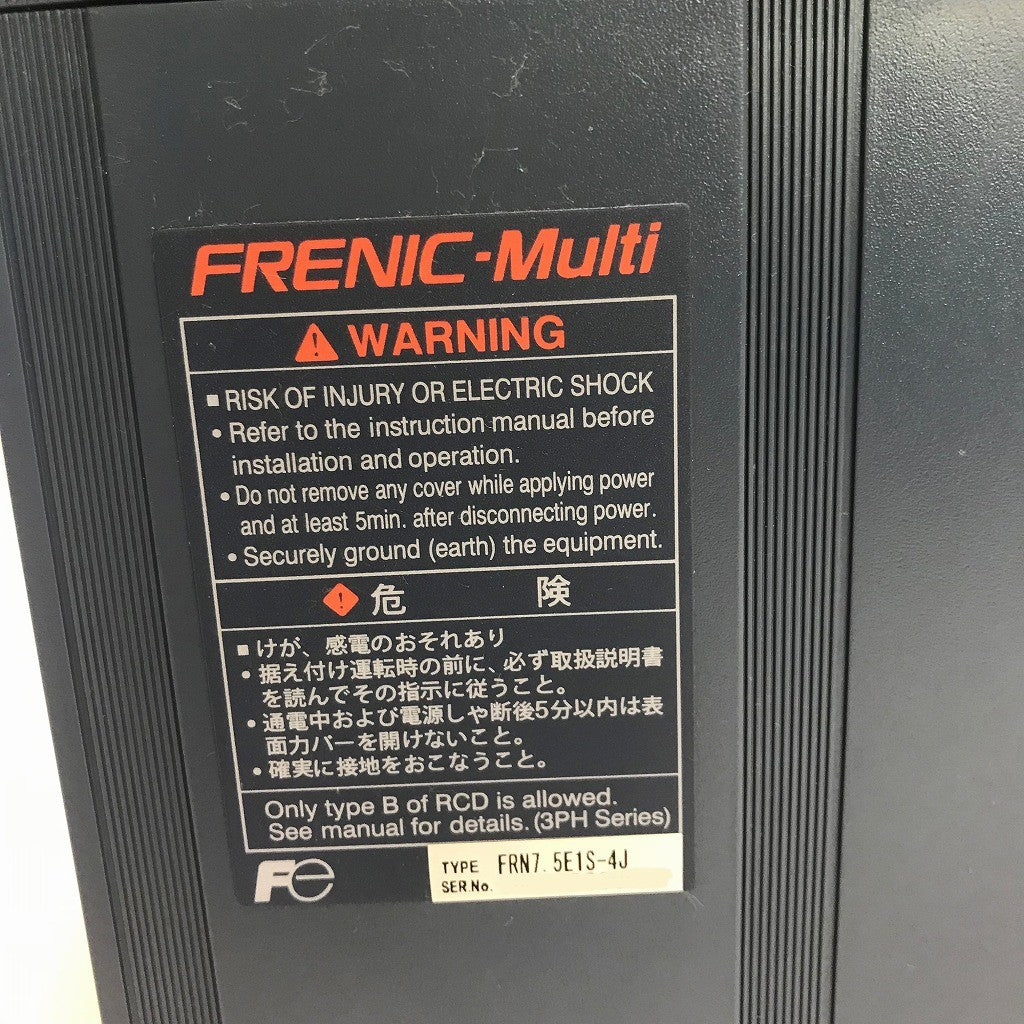 FRENIC-Multi
WARNING
■ RISK OF INJURY OR ELECTRIC SHOCK
• Refer to the instruction manual before
installation and operation.
• Do not remove any cover while applying power
and at least 5min. after disconnecting power.
• Securely ground (earth) the equipment.
危 険
■ けが、感電のおそれあり
• 据え付け運転時の前に、必ず取扱説明書
を読んでその指示に従うこと。
• 通電中および電源しや断後5分以内は表
面カバーを開けないこと。
• 確実に接地をおこなうこと。
Only type B of RCD is allowed.
See manual for details. (3PH Series)
Fe
TYPE FRN7.5E1S-4J
SER.No.